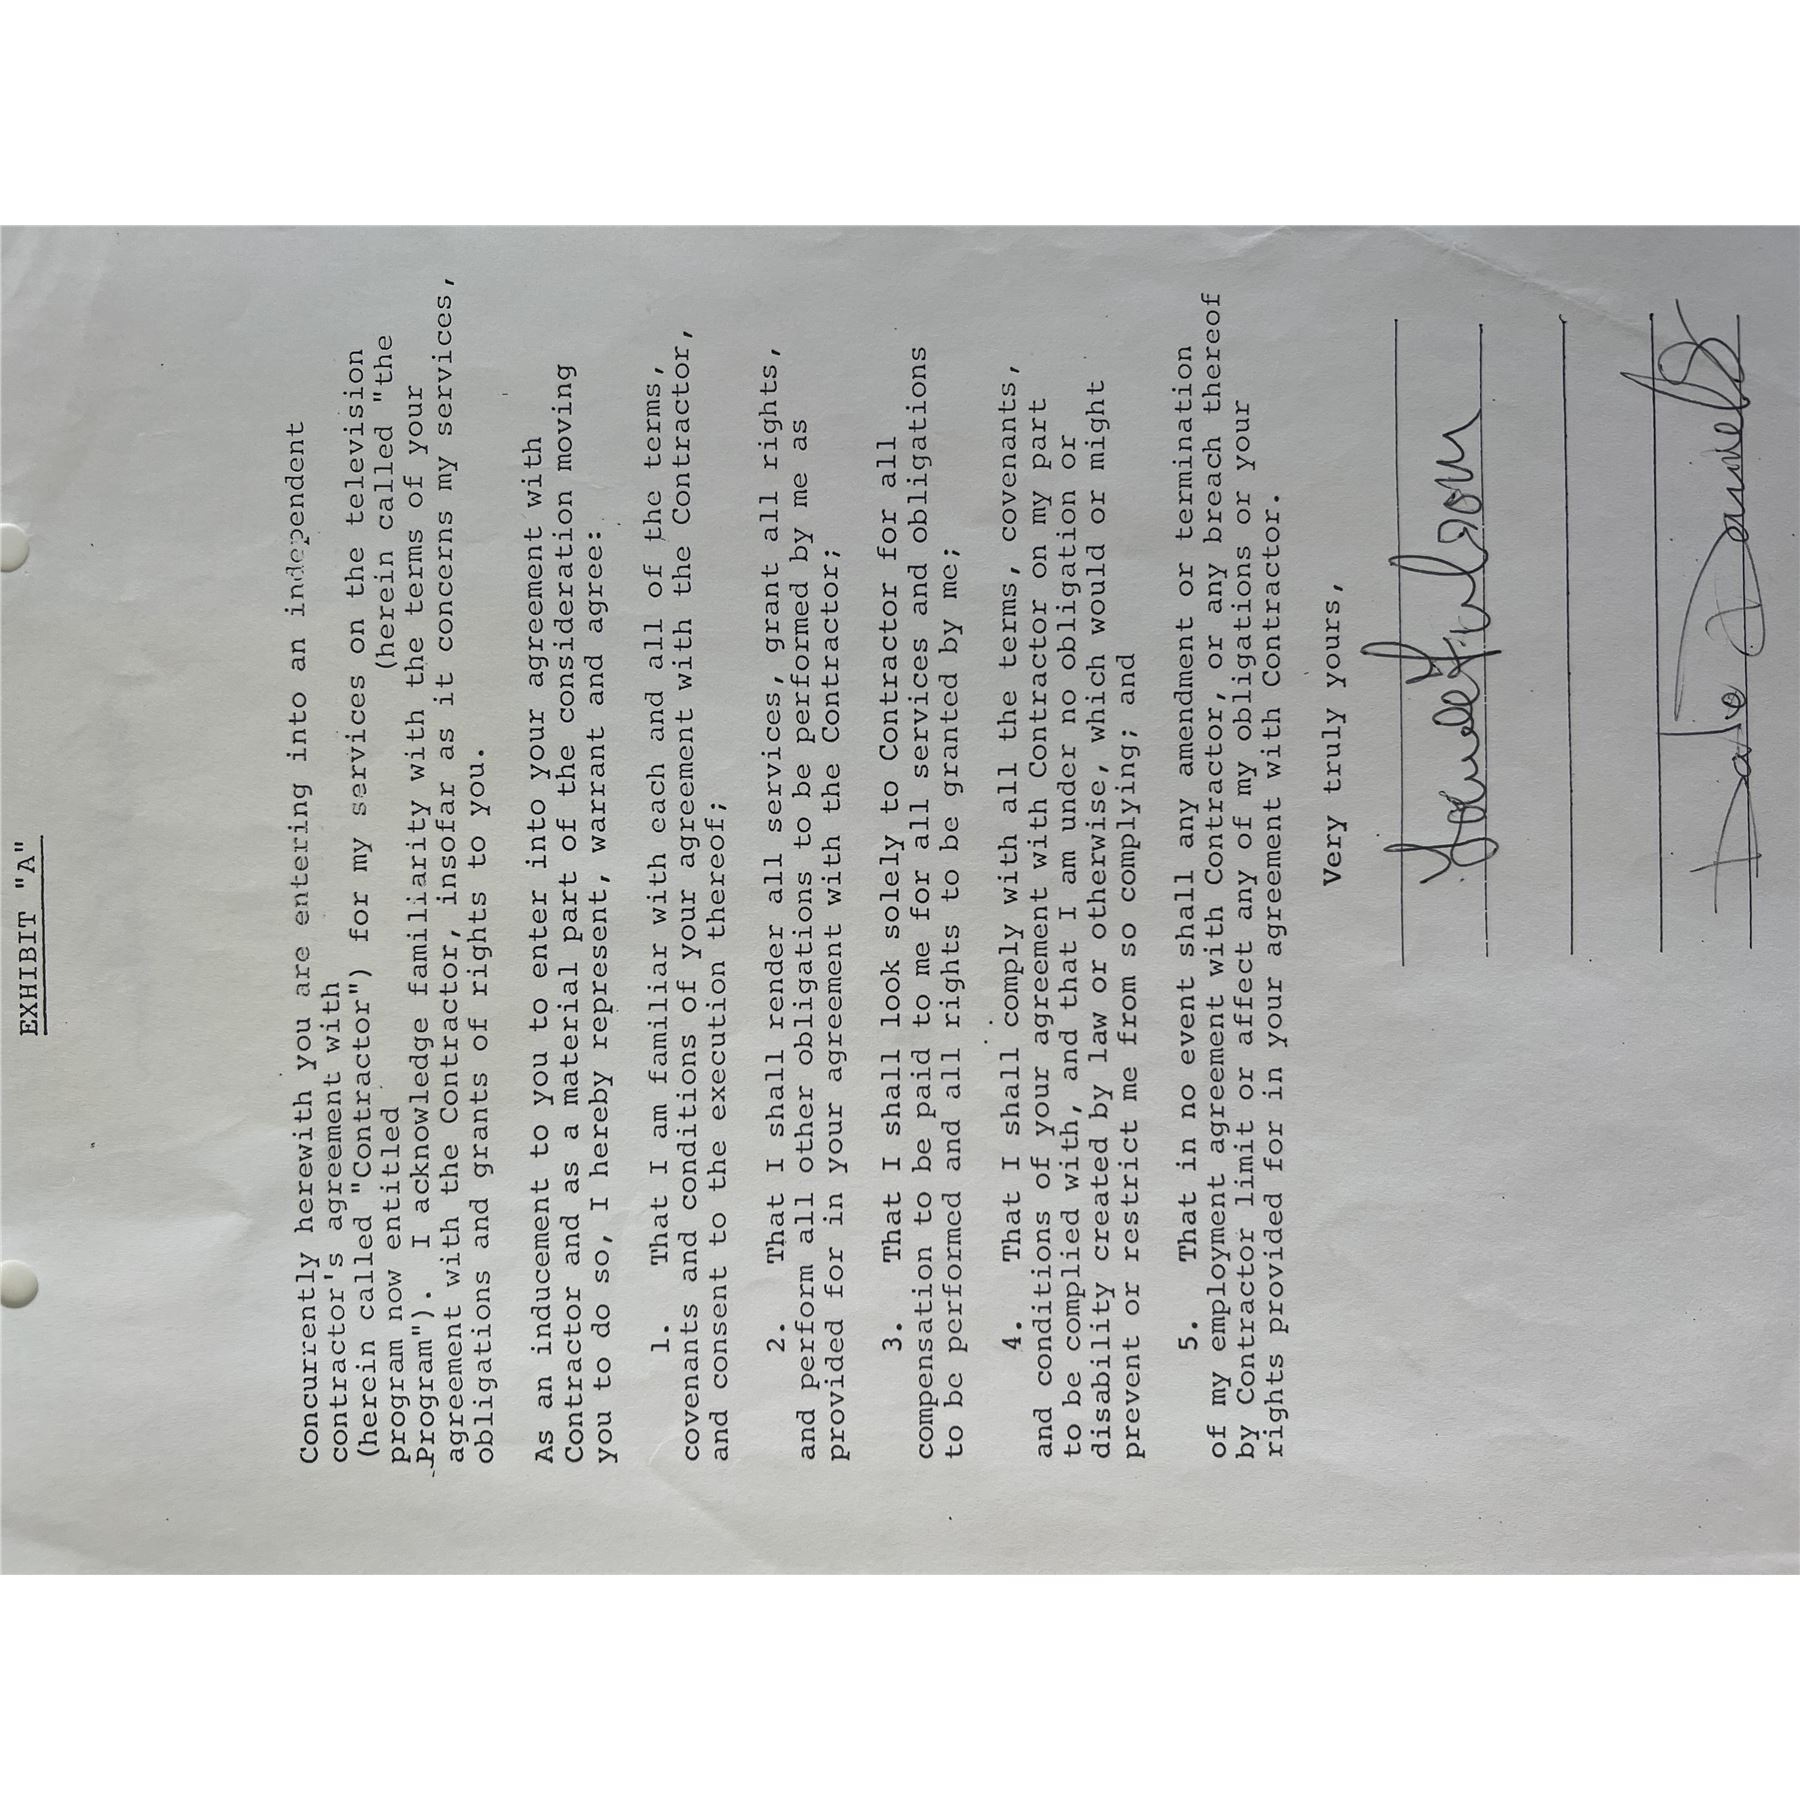 EXHIBIT "A"
Concurrently herewith you are entering into an independent
contractor's agreement with
(herein called "Contractor") for my services on the television
program now entitled (herein called "the
Program"). I acknowledge familiarity with the terms of your
agreement with the Contractor, insofar as it concerns my services,
obligations and grants of rights to you.
As an inducement to you to enter into your agreement with
Contractor and as a material part of the consideration moving
you to do so, I hereby represent, warrant and agree:
1. That I am familiar with each and all of the terms,
covenants and conditions of your agreement with the Contractor,
and consent to the execution thereof;
2. That I shall render all services, grant all rights,
and perform all other obligations to be performed by me as
provided for in your agreement with the Contractor;
3. That I shall look solely to Contractor for all
compensation to be paid to me for all services and obligations
to be performed and all rights to be granted by me;
4. That I shall comply with all the terms, covenants,
and conditions of your agreement with Contractor on my part
to be complied with, and that I am under no obligation or
disability created by law or otherwise, which would or might
prevent or restrict me from so complying; and
5. That in no event shall any amendment or termination
of my employment agreement with Contractor, or any breach thereof
by Contractor limit or affect any of my obligations or your
rights provided for in your agreement with Contractor.
Very truly yours,
Daniels